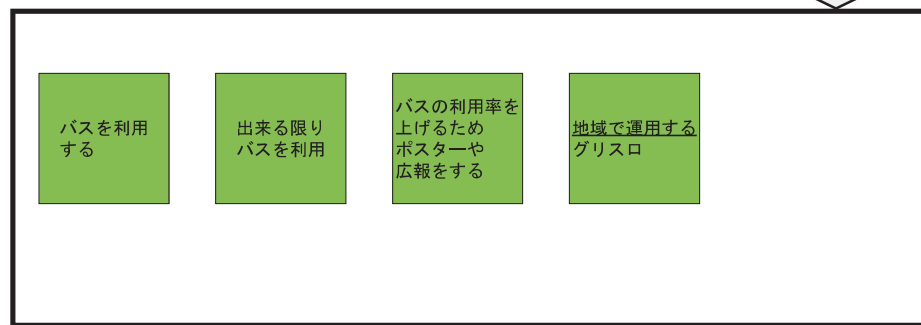 バスを利用
する
出来る限り
バスを利用
バスの利用率を
上げるため
ポスターや
広報をする
地域で運用する
グリスロ